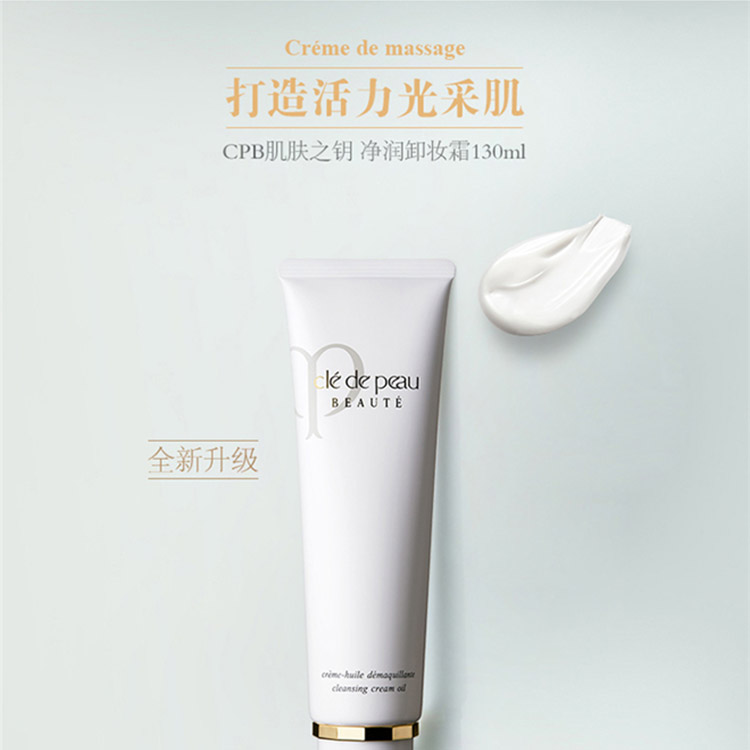 Créme de massage
打造活力光采肌
CPB肌肤之钥 净润卸妆霜130ml
clé de peau
BEAUTÉ
全新升级
crème-huile démaquillante
cleansing cream oil